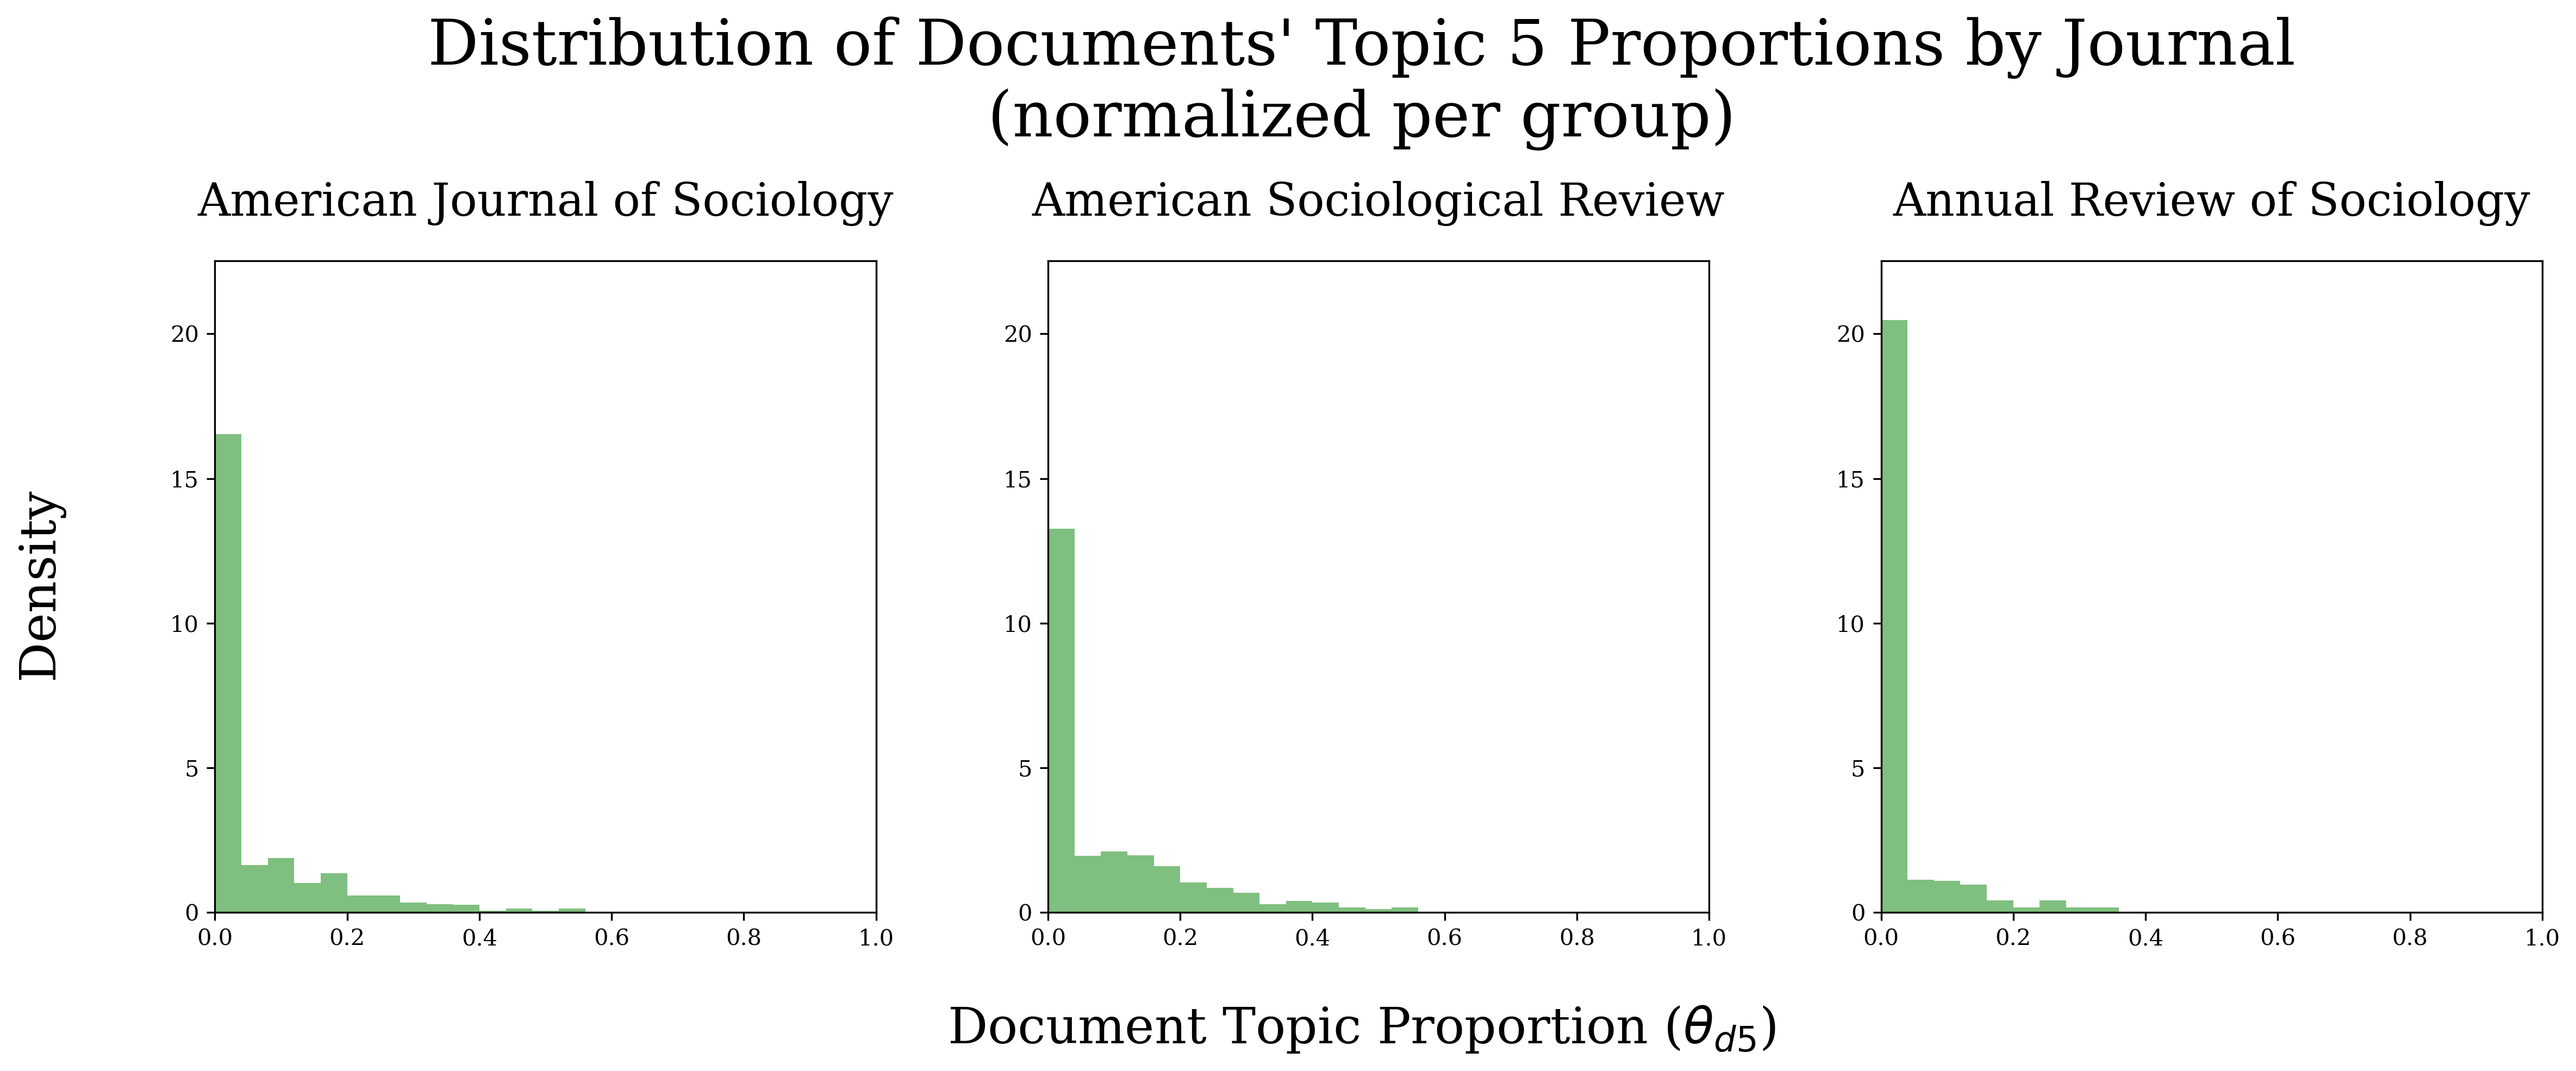 Distribution of Documents' Topic 5 Proportions by Journal
(normalized per group)
American Journal of Sociology
American Sociological Review
Annual Review of Sociology
Density
20
15
10
5
0
0.0 0.2 0.4 0.6 0.8 1.0
20
15
10
5
0
0.0 0.2 0.4 0.6 0.8 1.0
20
15
10
5
0
0.0 0.2 0.4 0.6 0.8 1.0
Document Topic Proportion (θd5)